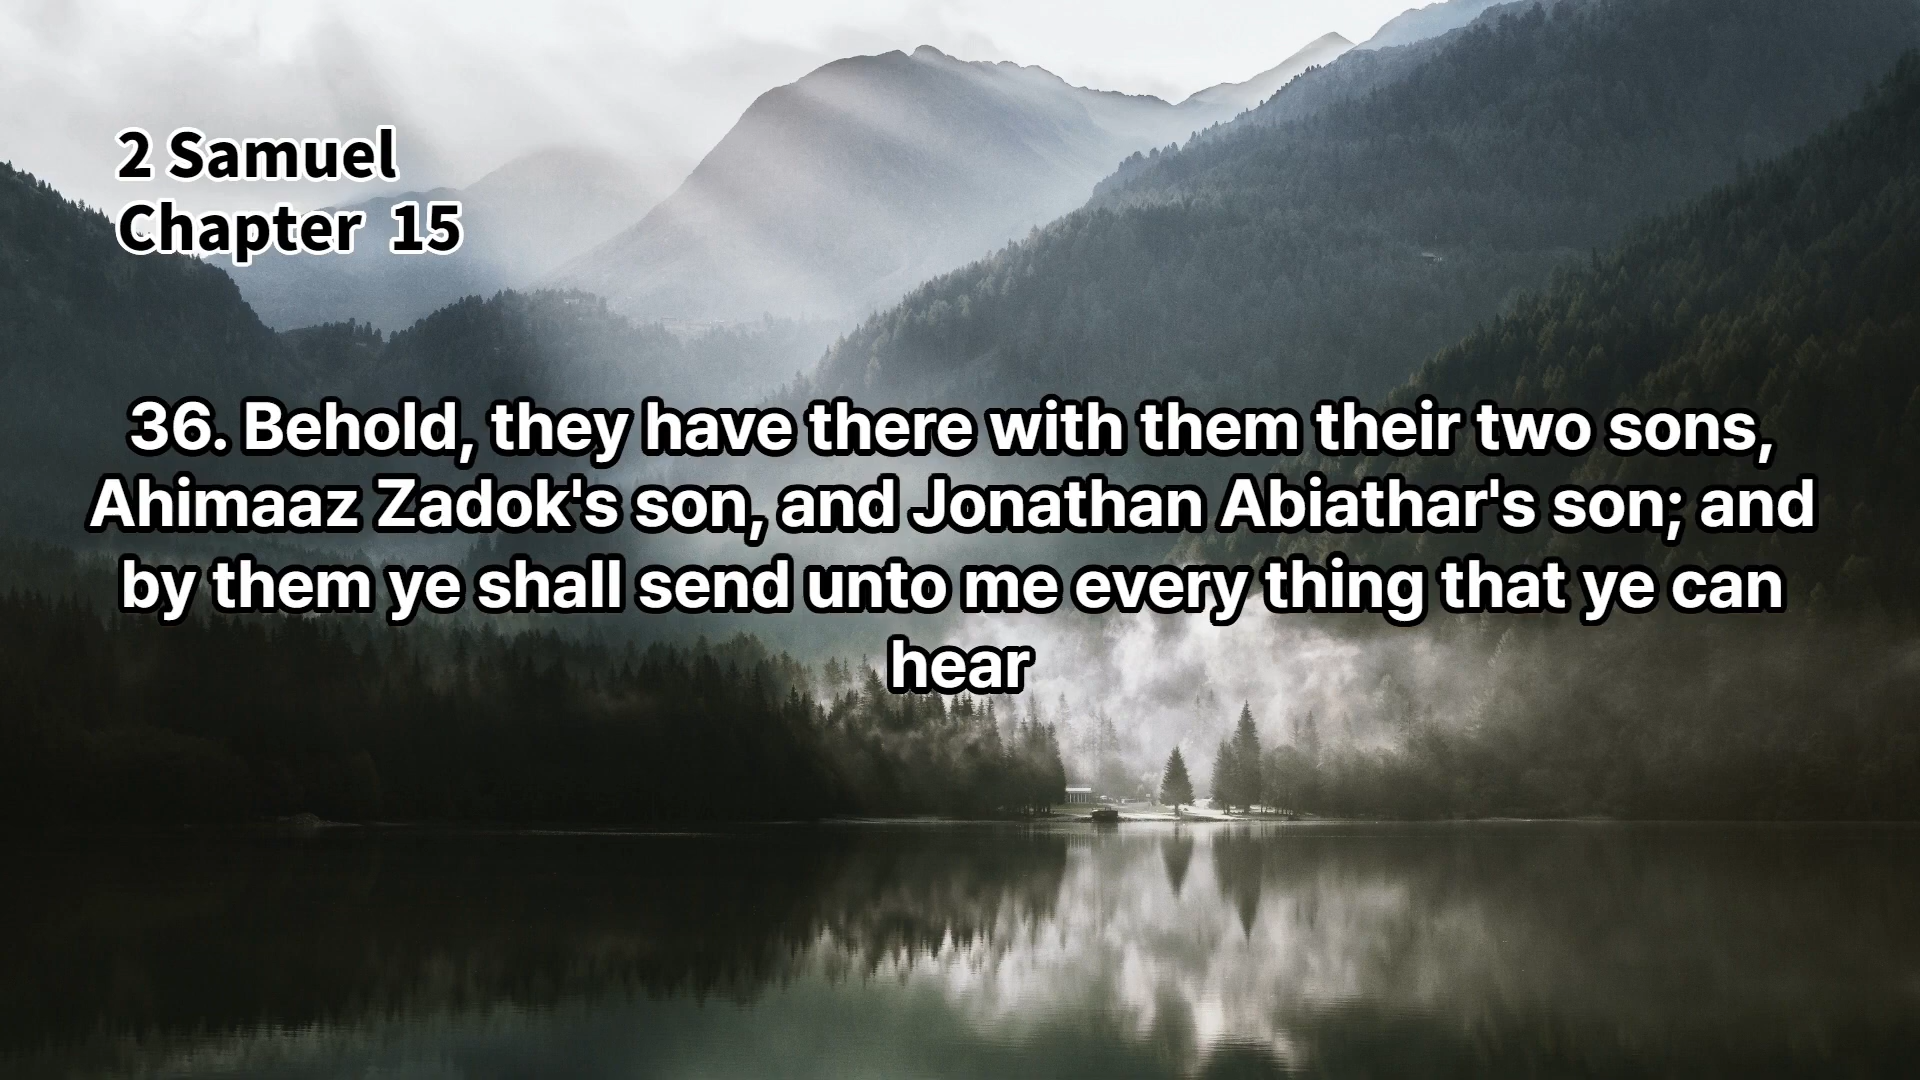 2 Samuel
Chapter 15
36. Behold, they have there with them their two sons,
Ahimaaz Zadok's son, and Jonathan Abiathar's son; and
by them ye shall send unto me every thing that ye can
hear